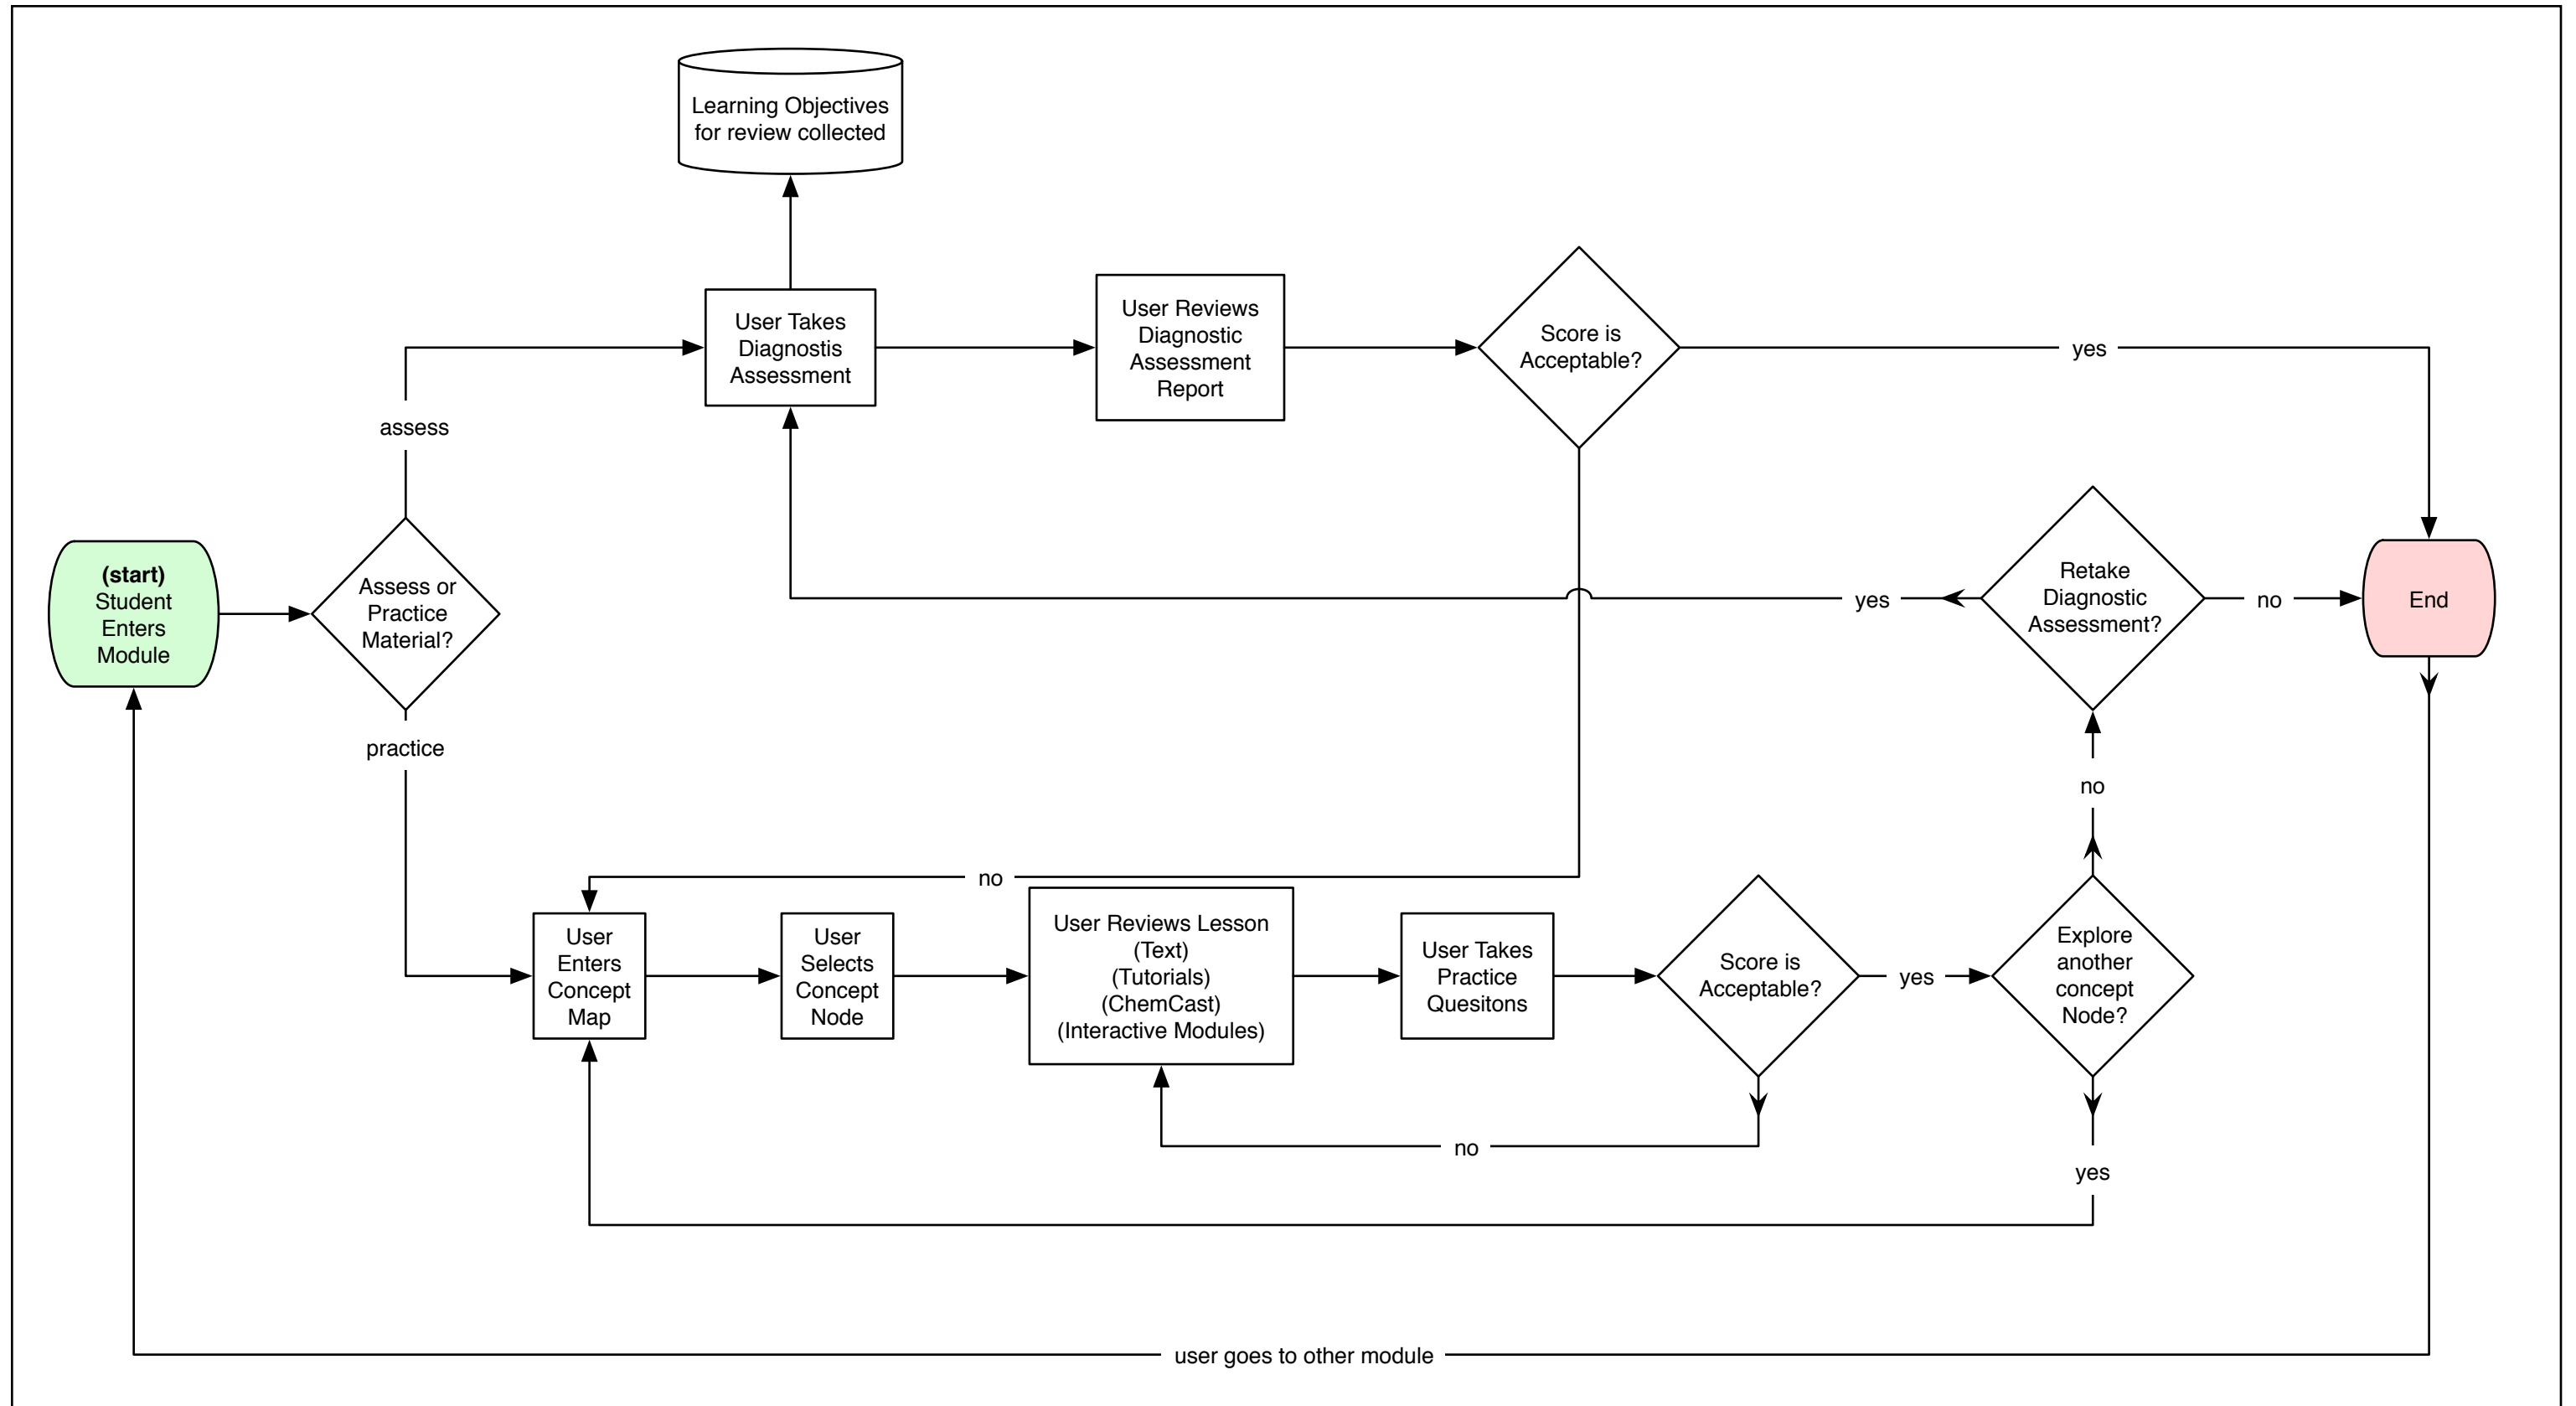 Learning Objectives
for review collected
User Takes
Diagnostis
Assessment
User Reviews
Diagnostic
Assessment
Report
Score is
Acceptable?
yes
assess
(start)
Student
Enters
Module
Assess or
Practice
Material?
yes
Retake
Diagnostic
Assessment?
no
End
practice
no
no
User
Enters
Concept
Map
User
Selects
Concept
Node
User Reviews Lesson
(Text)
(Tutorials)
(ChemCast)
(Interactive Modules)
User Takes
Practice
Quesitons
Score is
Acceptable?
yes
Explore
another
concept
Node?
no
yes
user goes to other module